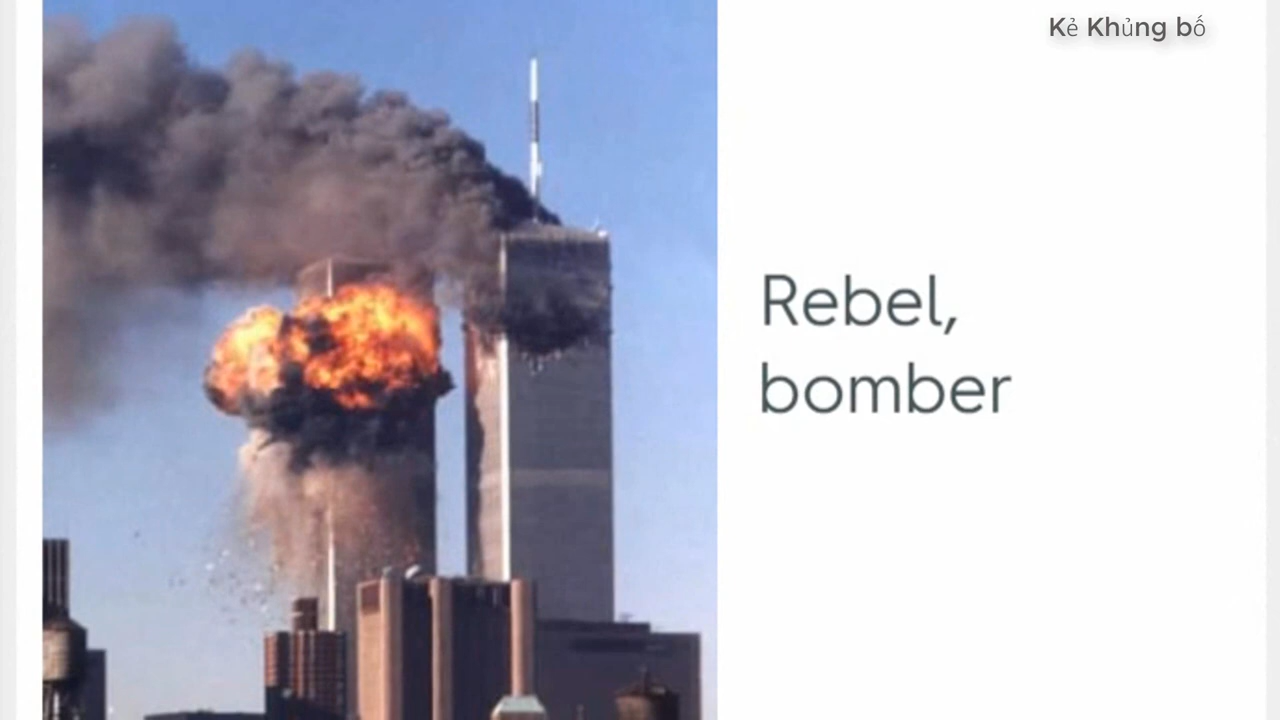 Kẻ Khủng bố
Rebel,
bomber